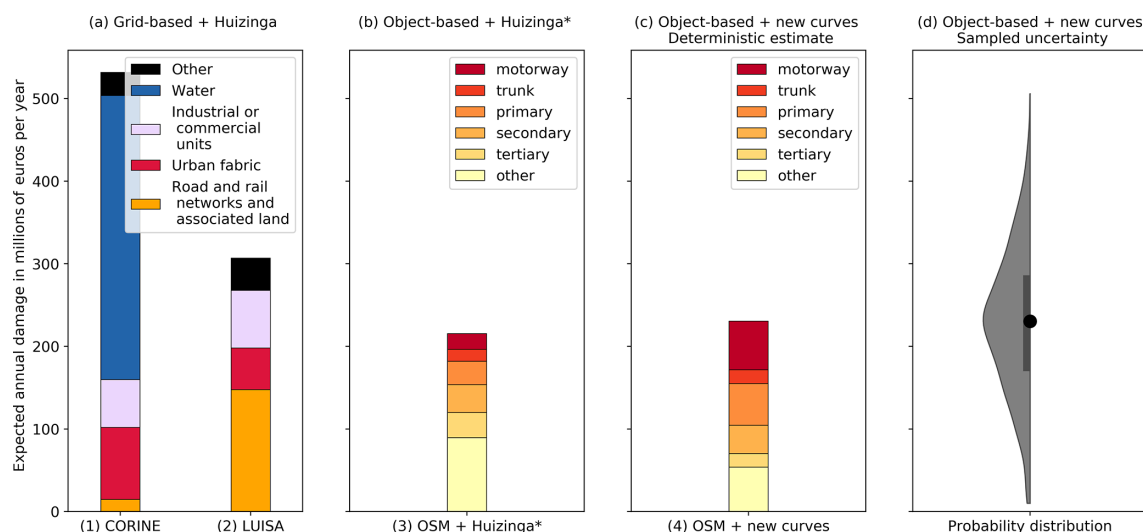 (a) Grid-based + Huizinga
(b) Object-based + Huizinga*
(c) Object-based + new curves
Deterministic estimate
(d) Object-based + new curves
Sampled uncertainty
Expected annual damage in millions of euros per year
500
400
300
200
100
0
Other
Water
Industrial or
commercial
units
Urban fabric
Road and rail
networks and
associated land
(1) CORINE
(2) LUISA
motorway
trunk
primary
secondary
tertiary
other
(3) OSM + Huizinga*
motorway
trunk
primary
secondary
tertiary
other
(4) OSM + new curves
Probability distribution